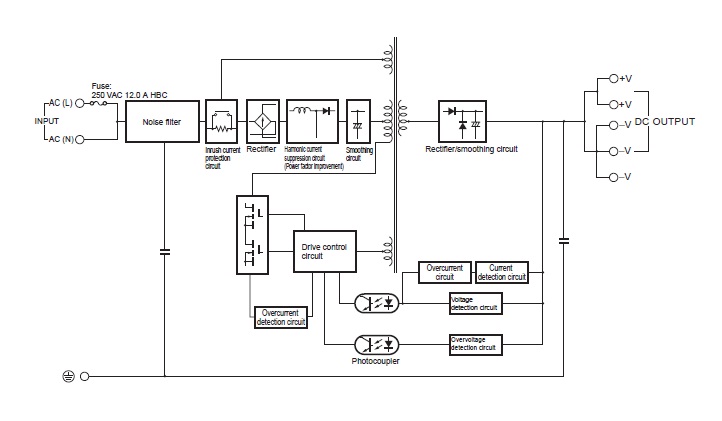 Fuse:
250 VAC 12.0 A HBC
AC (L)
INPUT
AC (N)
Noise filter
Inrush current
protection
circuit
Rectifier
Harmonic current
suppression circuit
(Power factor improvement)
Smoothing
circuit
Rectifier/smoothing circuit
+V
+V
–V
DC OUTPUT
–V
–V
Drive control
circuit
Overcurrent
detection circuit
Overcurrent
circuit
Current
detection circuit
Voltage
detection circuit
Overvoltage
detection circuit
Photocoupler